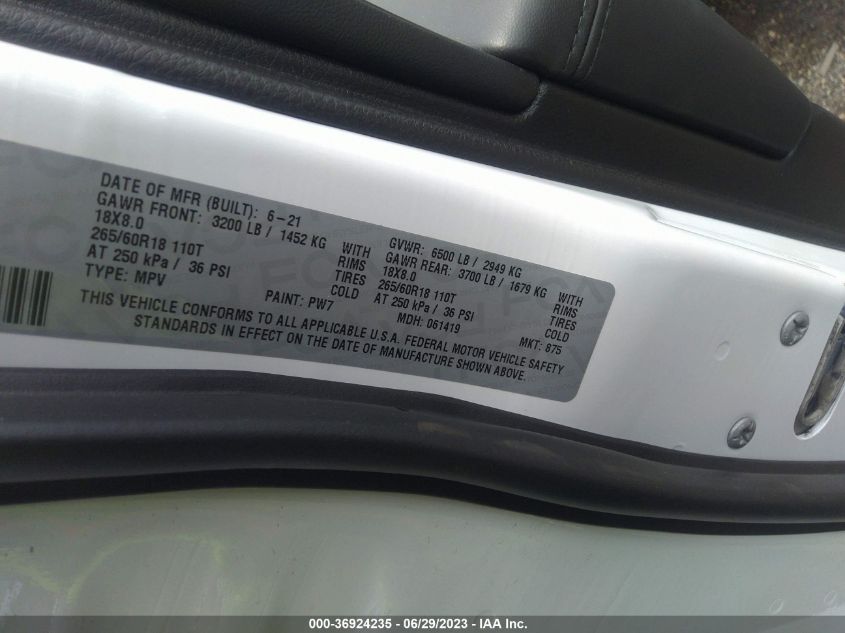 DATE OF MFR (BUILT): 6-21 GVWR: 6500 LB / 2949 KG
GAWR FRONT: 3200 LB / 1452 KG WITH GAWR REAR: 3700 LB / 1679 KG WITH
18X8.0 RIMS 18X8.0 RIMS
265/60R18 110T TIRES 265/60R18 110T TIRES
AT 250 kPa / 36 PSI COLD AT 250 kPa / 36 PSI COLD
TYPE: MPV PAINT: PW7 MDH: 061419 MKT: 875
THIS VEHICLE CONFORMS TO ALL APPLICABLE U.S.A. FEDERAL MOTOR VEHICLE SAFETY
STANDARDS IN EFFECT ON THE DATE OF MANUFACTURE SHOWN ABOVE.
000-36924235 - 06/29/2023 - IAA Inc.